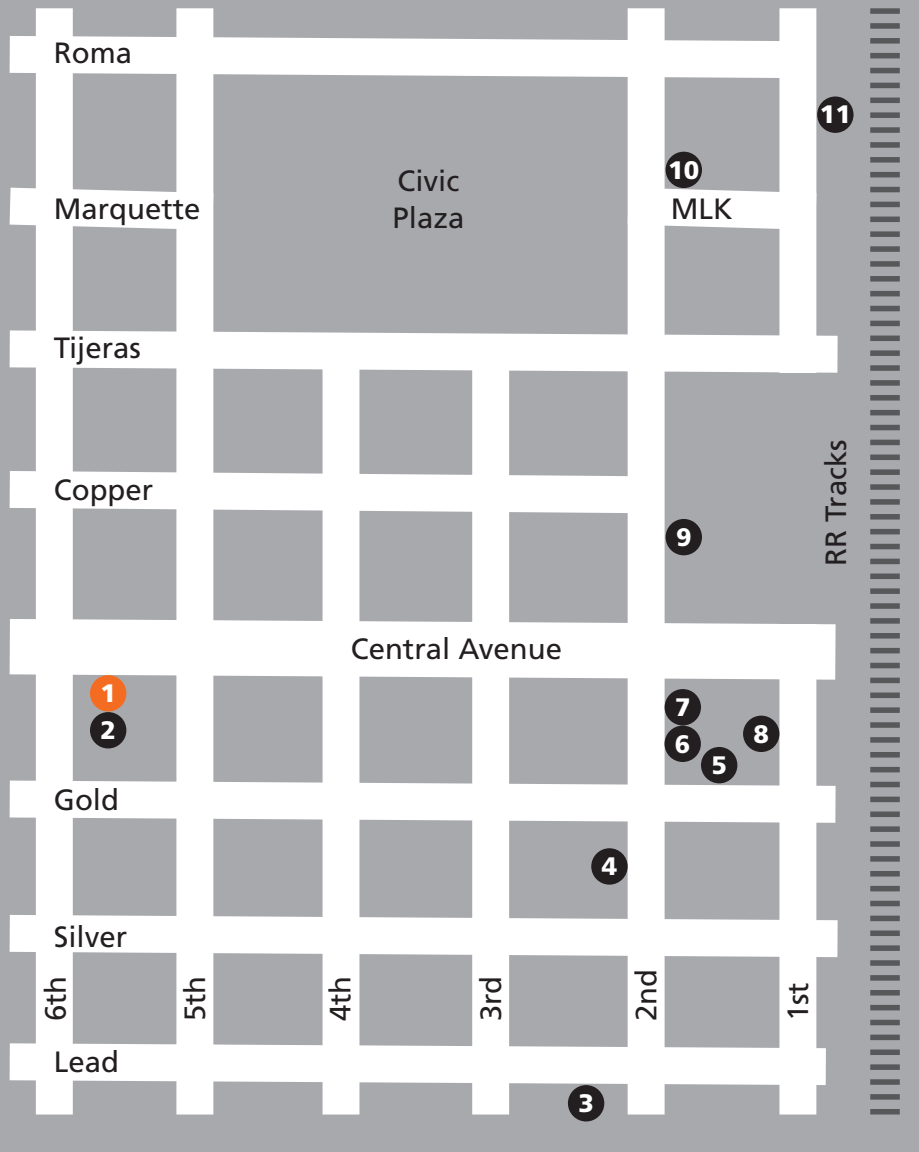 Roma
11
10
Civic
Plaza
Marquette
MLK
Tijeras
RR Tracks
Copper
9
Central Avenue
1
7
2
8
6
5
Gold
4
Silver
6th
5th
4th
3rd
2nd
1st
Lead
3